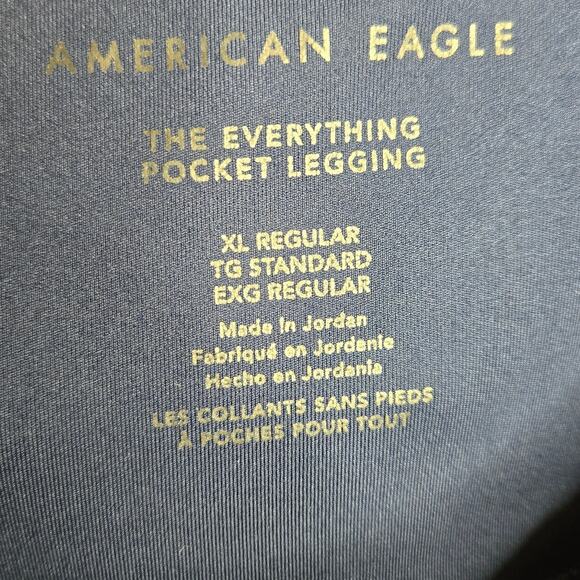 AMERICAN EAGLE
THE EVERYTHING
POCKET LEGGING
XL REGULAR
TG STANDARD
EXG REGULAR
Made in Jordan
Fabriqué en Jordanie
Hecho en Jordania
LES COLLANTS SANS PIEDS
À POCHES POUR TOUT